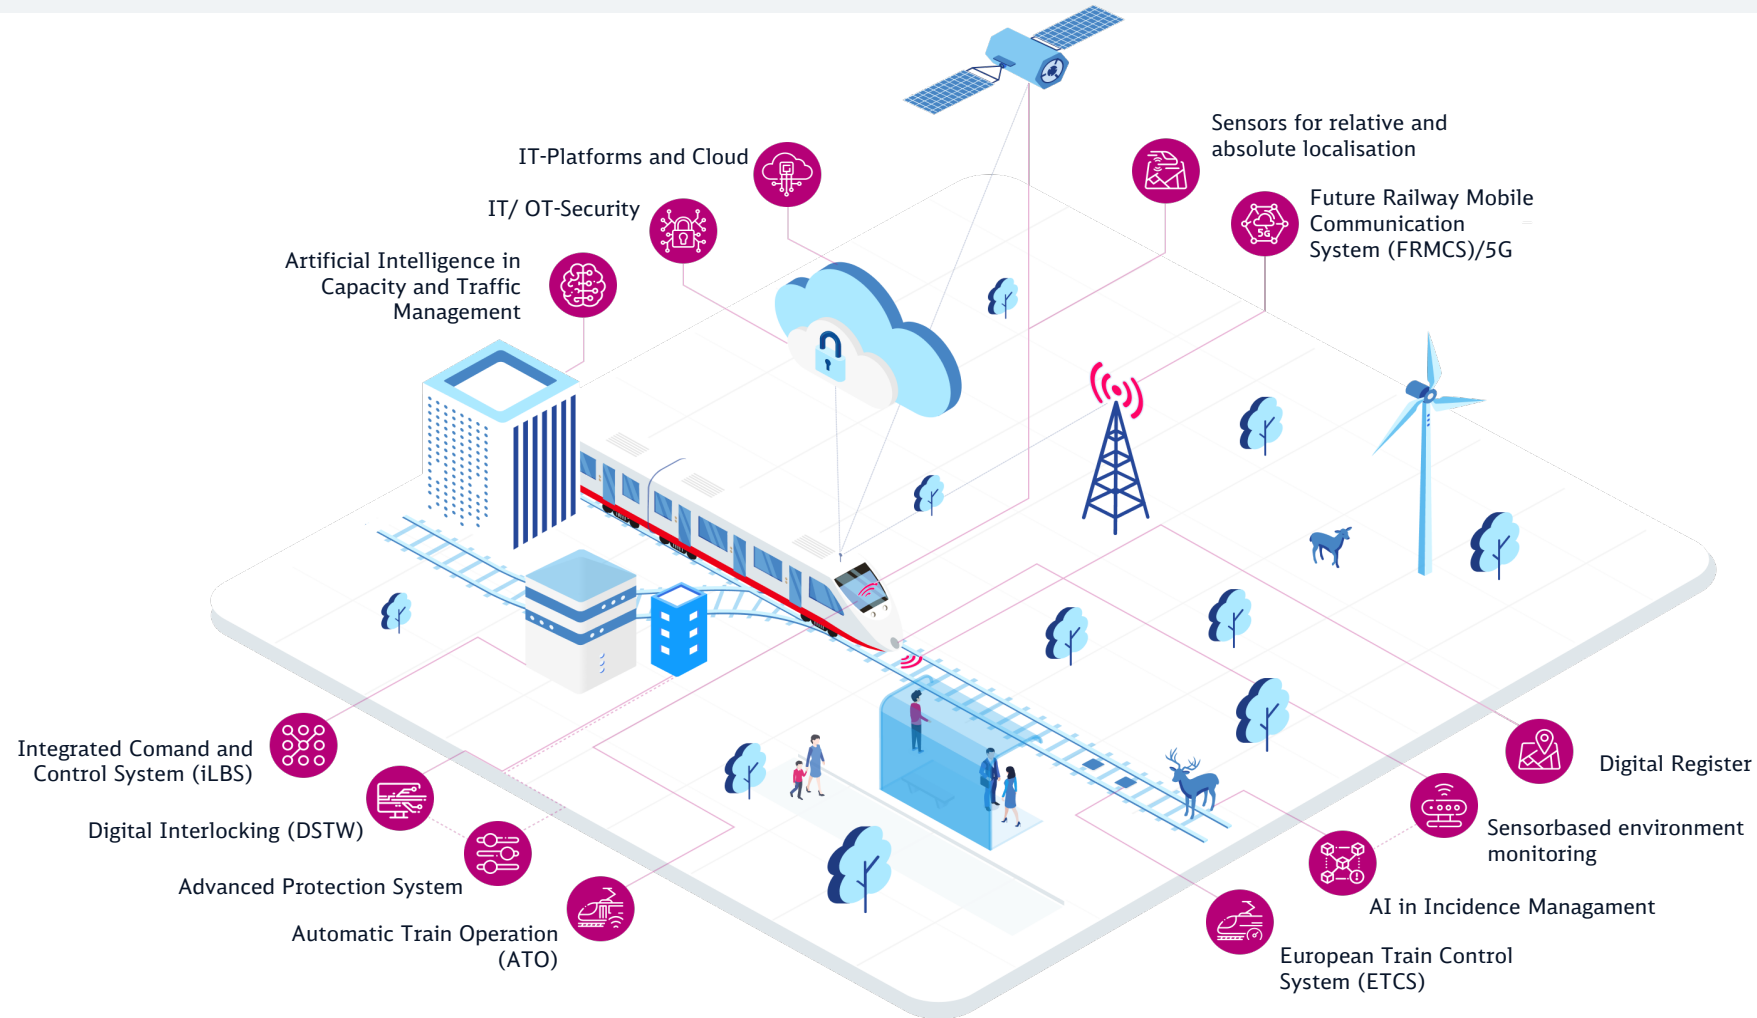 IT-Platforms and Cloud
IT/ OT-Security
Artificial Intelligence in
Capacity and Traffic
Management
Sensors for relative and
absolute localisation
Future Railway Mobile
Communication
System (FRMCS)/5G
5G
Integrated Comand and
Control System (iLBS)
Digital Interlocking (DSTW)
Advanced Protection System
Automatic Train Operation
(ATO)
Digital Register
Sensorbased environment
monitoring
AI in Incidence Managament
European Train Control
System (ETCS)